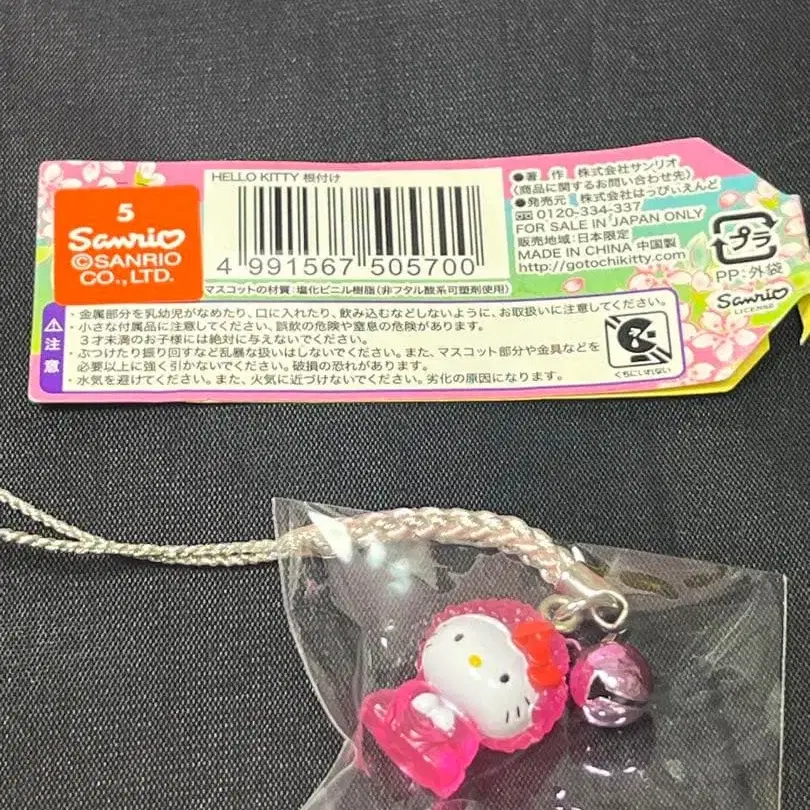 5
Sanrio
©SANRIO
CO., LTD.
HELLO KITTY 根付け
4 991567 505700
マスコットの材質:塩化ビニル樹脂(非フタル酸系可塑剤使用)
●著 作 株式会社サンリオ
(商品に関するお問い合わせ先)
●発売元 株式会社はっぴぃえんど
0120-334-337
FOR SALE IN JAPAN ONLY
販売地域:日本限定
MADE IN CHINA 中国製
http://gotochikitty.com/
プラ
PP:外袋
Sanrio
LICENSE
注意
・金属部分を乳幼児がなめたり、口に入れたり、飲み込むなどしないように、お取扱いに注意してください。
・小さな付属品に注意してください。誤飲の危険や窒息の危険があります。
3才未満のお子様には絶対に与えないでください。
・ぶつけたり振り回すなど乱暴な扱いはしないでください。また、マスコット部分や金具などを
必要以上に強く引かないでください。破損の恐れがあります。
・水気を避けてください。また、火気に近づけないでください。劣化の原因になります。
くちにいれない